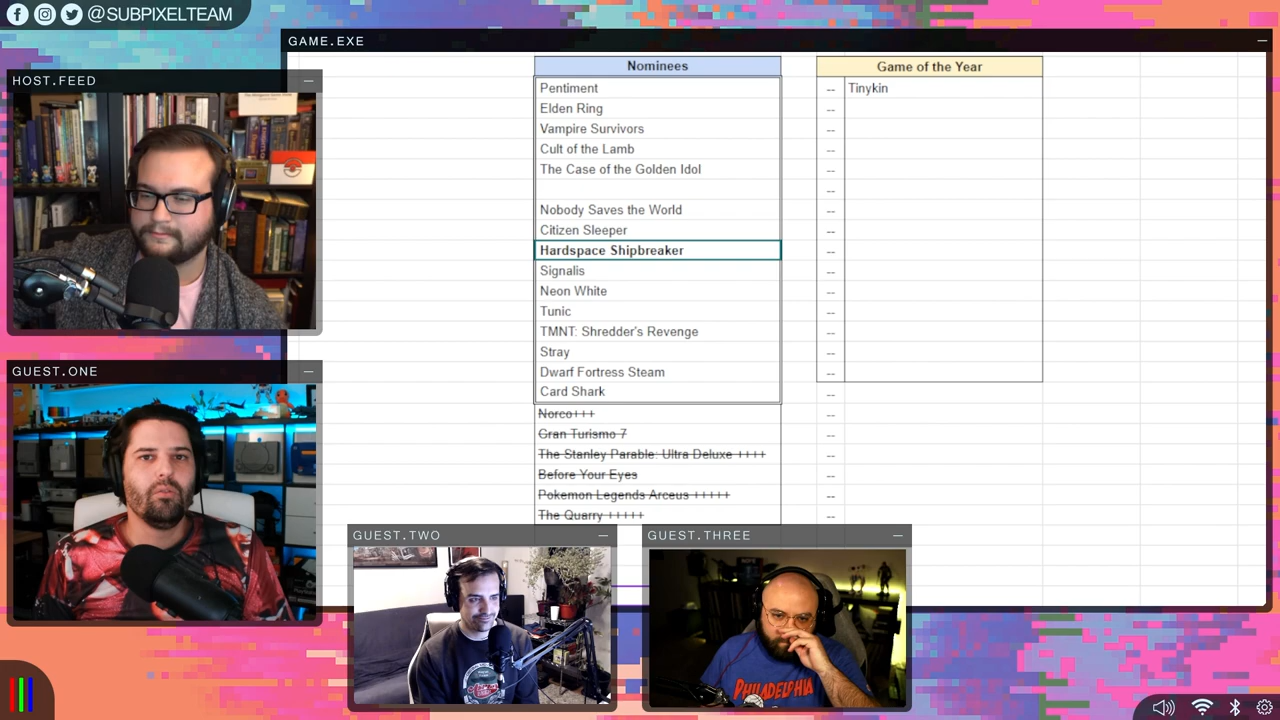 @SUBPIXELTEAM
GAME.EXE
HOST.FEED
Nominees
Game of the Year
Pentiment
-- Tinykin
Elden Ring
--
Vampire Survivors
--
Cult of the Lamb
--
The Case of the Golden Idol
--
--
Nobody Saves the World
--
Citizen Sleeper
--
Hardspace Shipbreaker
--
Signalis
--
Neon White
--
Tunic
--
TMNT: Shredder's Revenge
--
Stray
--
Dwarf Fortress Steam
--
Card Shark
--
Norco+++
--
Gran Turismo 7
--
The Stanley Parable: Ultra Deluxe ++++
--
Before Your Eyes
--
Pokemon Legends Arceus +++++
--
The Quarry +++++
--
GUEST.ONE
GUEST.TWO
GUEST.THREE
PHILADELPHIA